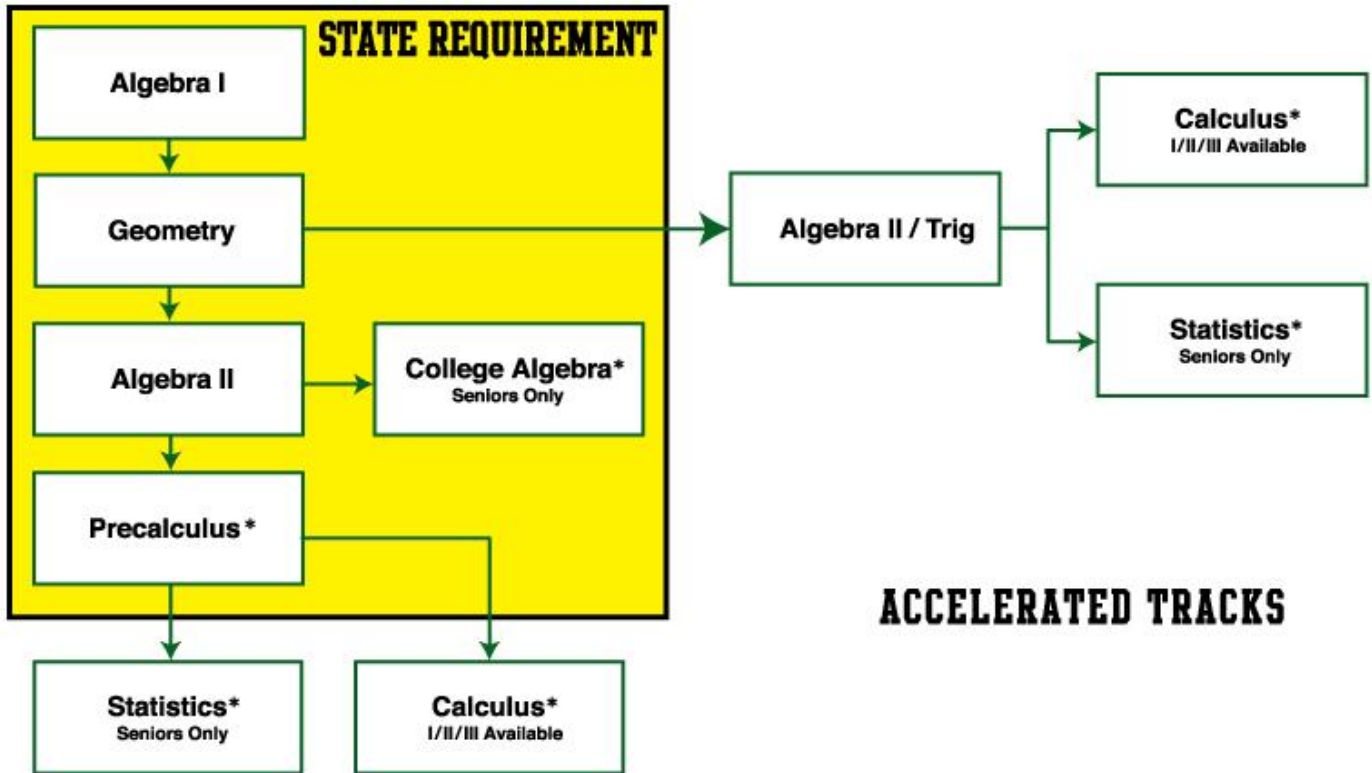 STATE REQUIREMENT
Algebra I
Geometry
Algebra II
College Algebra*
Seniors Only
Precalculus*
Statistics*
Seniors Only
Calculus*
I/II/III Available
Algebra II / Trig
Calculus*
I/II/III Available
Statistics*
Seniors Only
ACCELERATED TRACKS